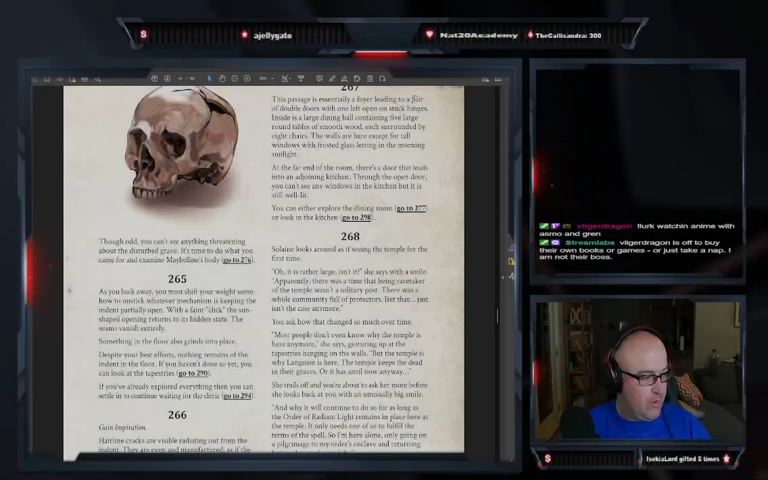 ajellygato
Nat20Academy
TheCallisandra: 300
Though odd, you can't see anything threatening
about the disturbed grave. It's time to do what you
came for and examine Maybelline's body (go to 276)
265
As you back away, you must shift your weight some
how to unstick whatever mechanism is keeping the
indent partially open. With a faint "click" the sun-
shaped opening returns to its hidden state. The
seams vanish entirely.
Something in the floor also grinds into place.
Despite your best efforts, nothing remains of the
indent in the floor. If you haven't done so yet, you
can look at the tapestries (go to 290).
If you've already explored everything then you can
settle in to continue waiting for the cleric (go to 294)
266
Gain Inspiration.
Hairline cracks are visible radiating out from the
indent. They are even and manufactured, as if the
267
This passage is essentially a foyer leading to a pair
of double doors with one left open on stuck hinges.
Inside is a large dining hall containing five large
round tables of smooth wood, each surrounded by
eight chairs. The walls are bare except for tall
windows with frosted glass letting in the morning
sunlight.
At the far end of the room, there's a door that leads
into an adjoining kitchen. Through the open door,
you can't see any windows in the kitchen but it is
still well-lit.
You can either explore the dining room (go to 277)
or look in the kitchen (go to 298).
268
Solaine looks around as if seeing the temple for the
first time.
"Oh, it is rather large, isn't it?" she says with a smile.
"Apparently, there was a time that being caretaker
of the temple wasn't a solitary post. There was a
whole community full of protectors. But that... just
isn't the case anymore."
You ask how that changed so much over time.
"Most people don't even know why the temple is
here anymore," she says, gesturing up at the
tapestries hanging on the walls. "But the temple is
why Langston is here. The temple keeps the dead
in their graves. Or it has until now anyway..."
She trails off and you're about to ask her more before
she looks back at you with an unusually big smile.
"And why it will continue to do so for as long as
the Order of Radiant Light remains in place here at
the temple. It only needs one of us to fulfill the
terms of the spell. So I'm here alone, only going on
a pilgrimage to my order's enclave and returning
vilgerdragon: !lurk watchin anime with
asmo and gren
Streamlabs: vilgerdragon is off to buy
their own books or games - or just take a nap. I
am not their boss.
IsekiaLord gifted 5 times